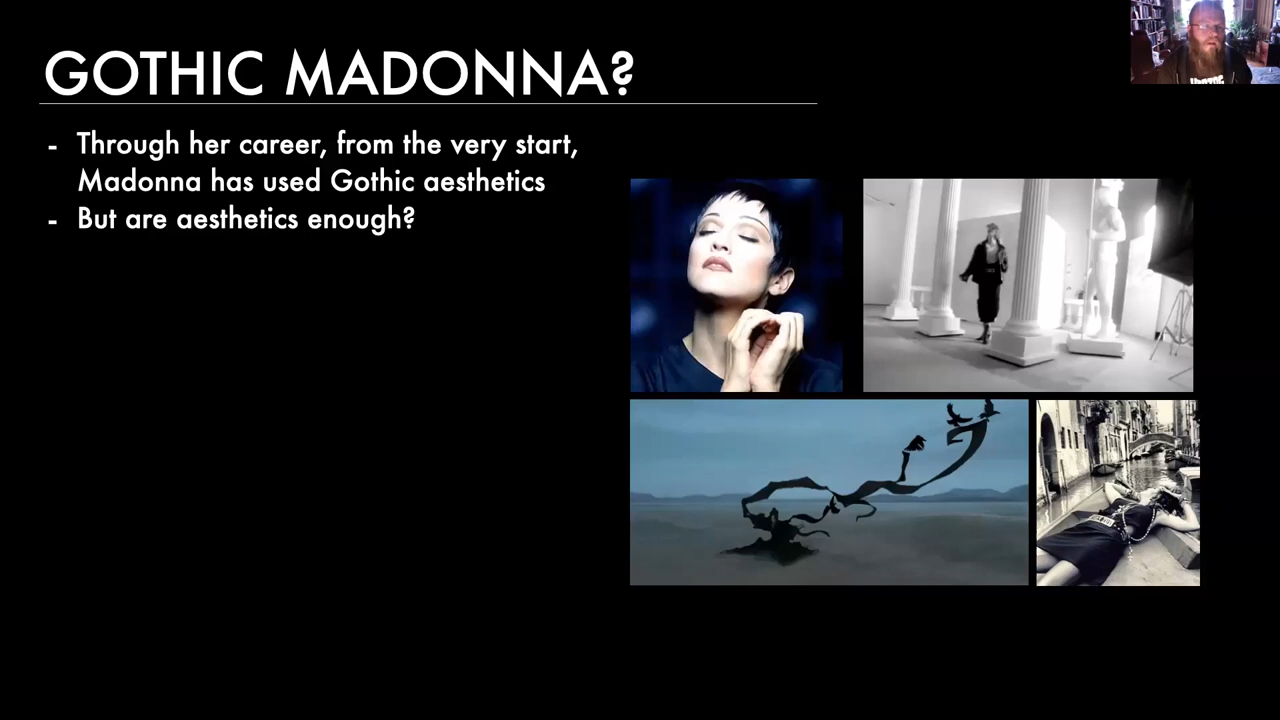 GOTHIC MADONNA?
- Through her career, from the very start,
Madonna has used Gothic aesthetics
- But are aesthetics enough?